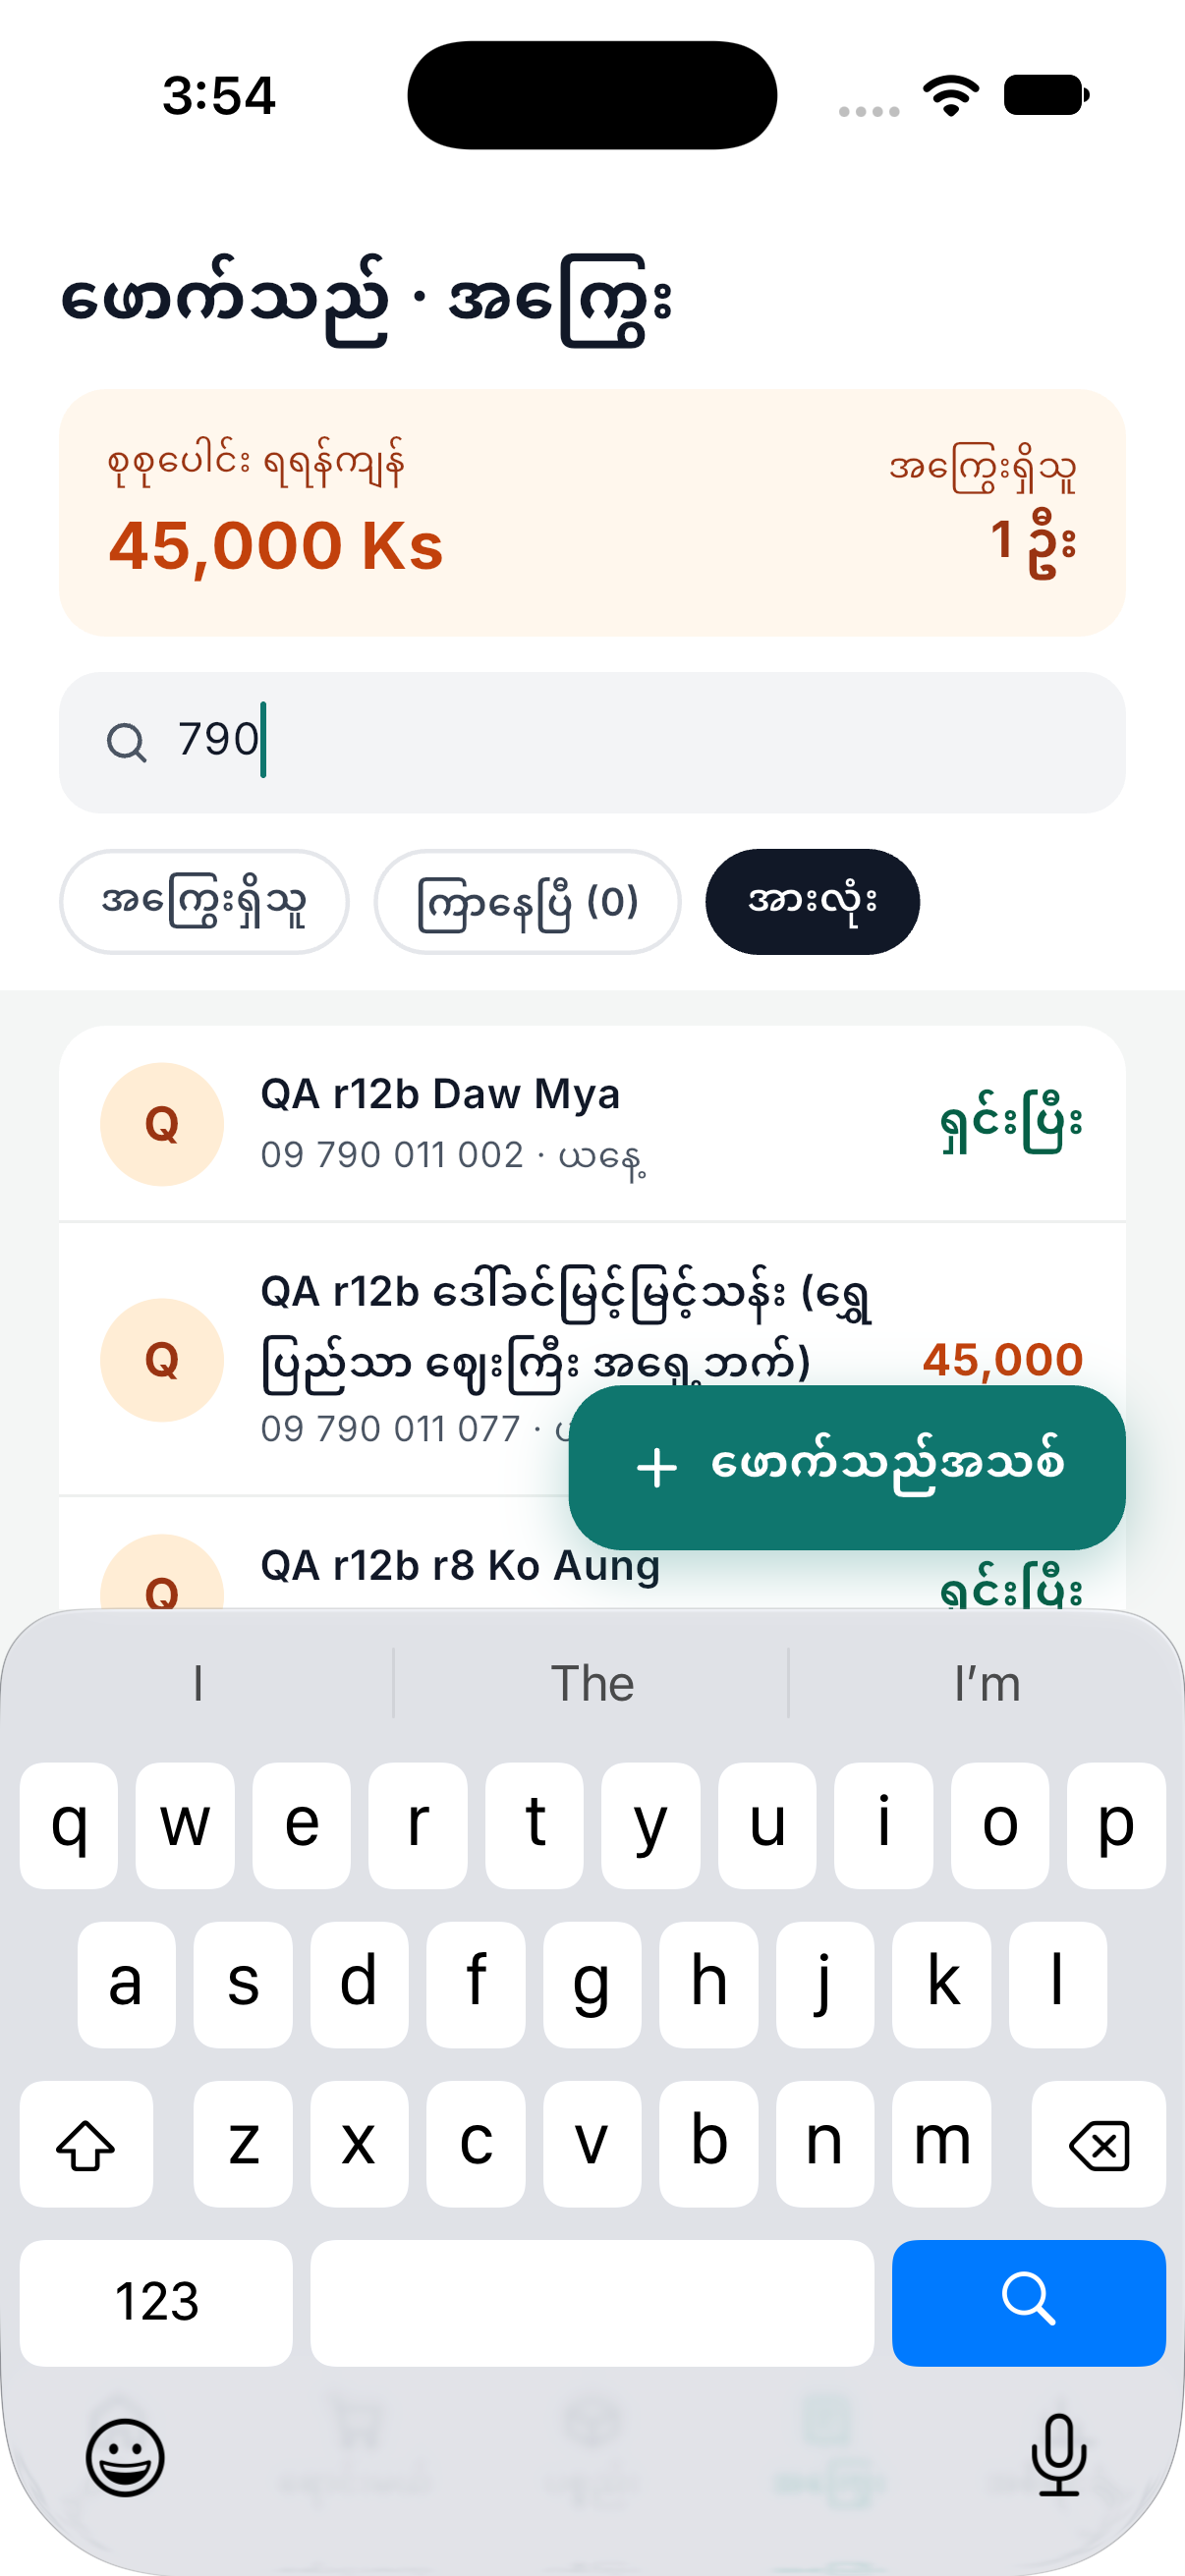 3:54
ဖောက်သည် · အကြွေး
စုစုပေါင်း ရရန်ကျန်
45,000 Ks
အကြွေးရှိသူ
1 ဦး
790
အကြွေးရှိသူ
ကြာနေပြီ (0)
အားလုံး
Q
QA r12b Daw Mya
09 790 011 002 · ယနေ့
ရှင်းပြီး
Q
QA r12b ဒေါ်ခင်မြင့်မြင့်သန်း (ရွှေ
ပြည်သာ ဈေးကြီး အရှေ့ဘက်)
09 790 011 077 ·
45,000
+ ဖောက်သည်အသစ်
Q
QA r12b r8 Ko Aung
ရှင်းပြီး
I The I’m
q w e r t y u i o p
a s d f g h j k l
z x c v b n m
123